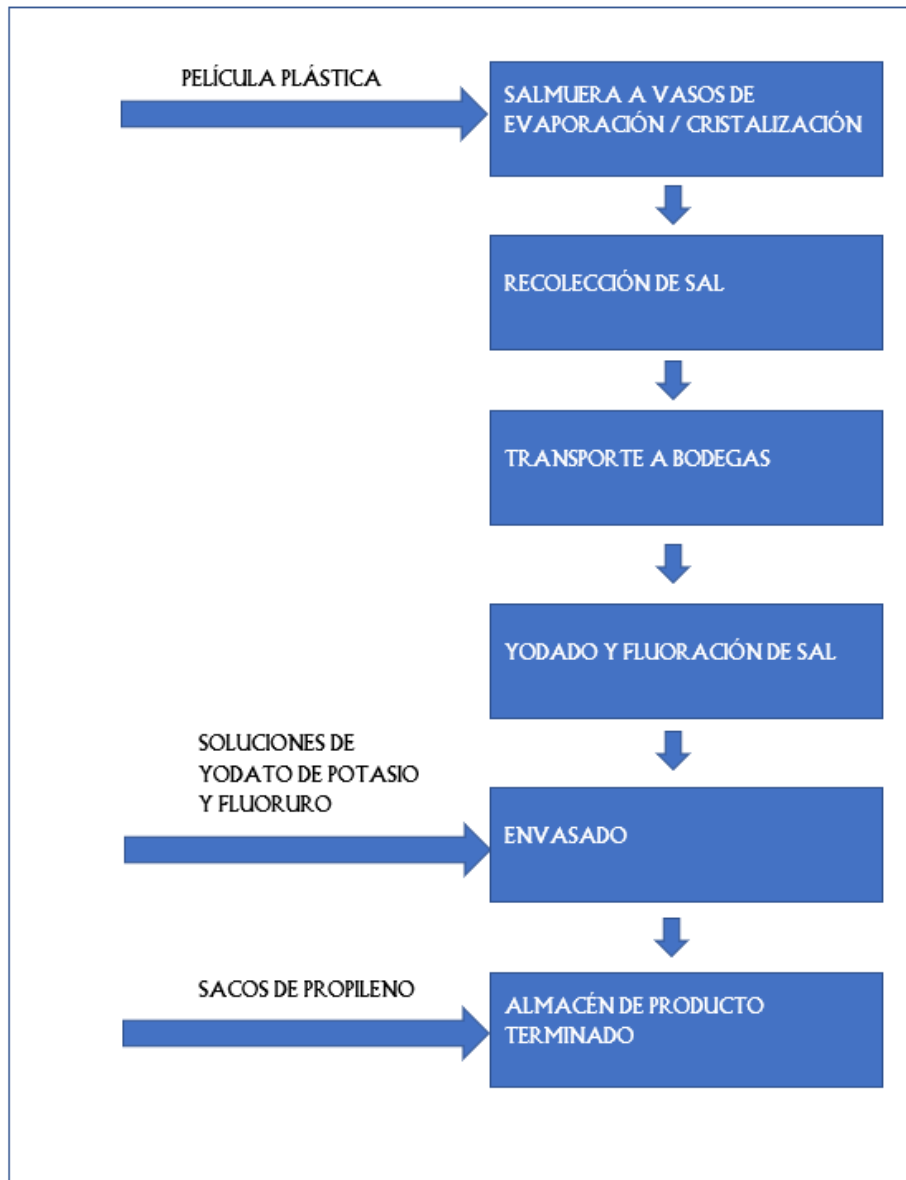 PELÍCULA PLÁSTICA
SALMUERA A VASOS DE
EVAPORACIÓN / CRISTALIZACIÓN
RECOLECCIÓN DE SAL
TRANSPORTE A BODEGAS
YODADO Y FLUORACIÓN DE SAL
SOLUCIONES DE
YODATO DE POTASIO
Y FLUORURO
ENVASADO
SACOS DE PROPILENO
ALMACÉN DE PRODUCTO
TERMINADO